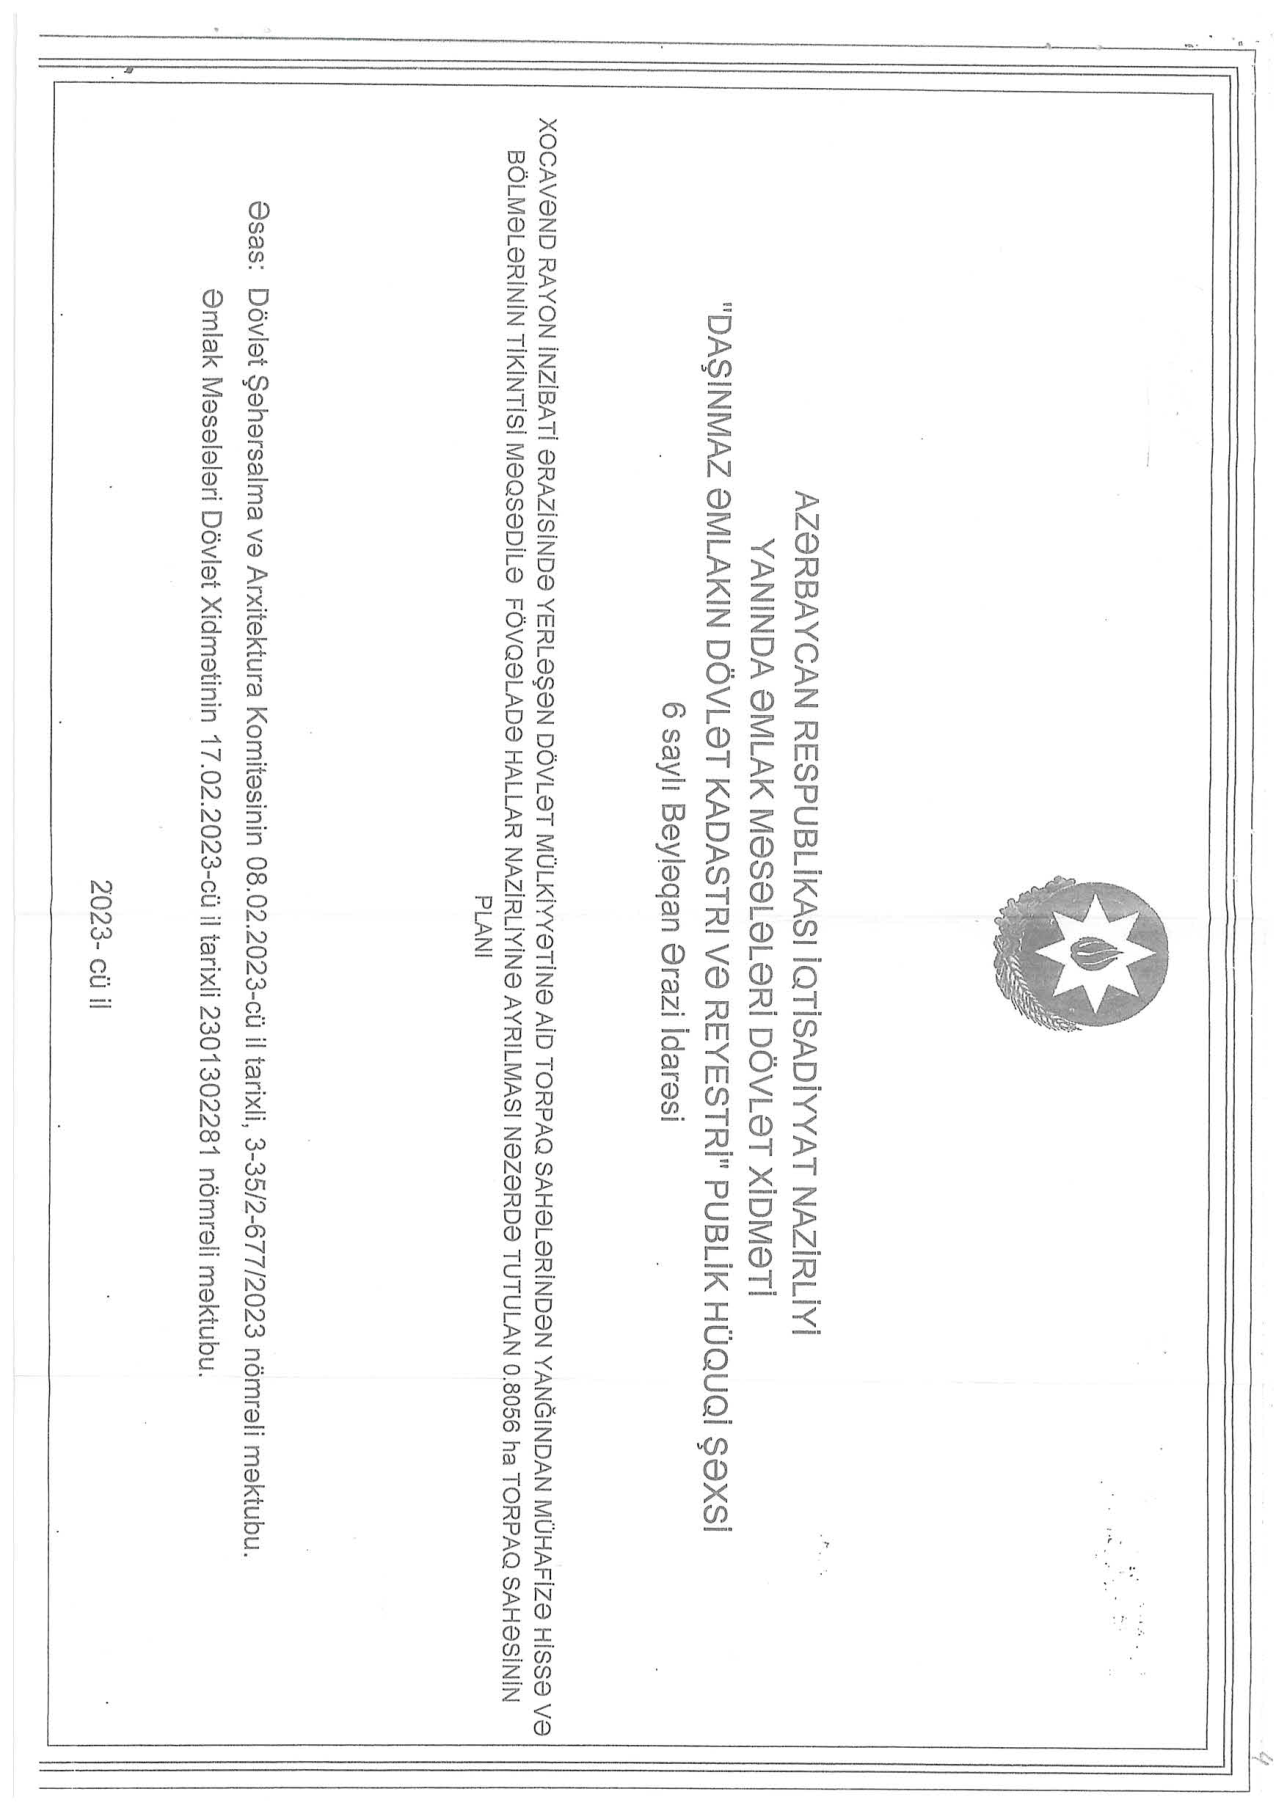 AZƏRBAYCAN RESPUBLİKASI İQTİSADİYYAT NAZİRLİYİ
YANINDA ƏMLAK MƏSƏLƏLƏRİ DÖVLƏT XİDMƏTİ
"DAŞINMAZ ƏMLAKIN DÖVLƏT KADASTRI VƏ REYESTRİ" PUBLİK HÜQUQİ ŞƏXSİ
6 saylı Beyləqan Ərazi İdarəsi
XOCAVƏND RAYON İNZİBATİ ƏRAZİSİNDƏ YERLƏŞƏN DÖVLƏT MÜLKİYYƏTİNƏ AİD TORPAQ SAHƏLƏRİNDƏN YANĞINDAN MÜHAFİZƏ HİSSƏ VƏ
BÖLMƏLƏRİNİN TİKİNTİSİ MƏQSƏDİLƏ FÖVQƏLADƏ HALLAR NAZİRLİYİNƏ AYRILMASI NƏZƏRDƏ TUTULAN 0.8056 ha TORPAQ SAHƏSİNİN
PLANI
Əsas: Dövlət Şəhərsalma və Arxitektura Komitəsinin 08.02.2023-cü il tarixli, 3-35/2-677/2023 nömrəli məktubu.
Əmlak Məsələləri Dövlət Xidmətinin 17.02.2023-cü il tarixli 2301302281 nömrəli məktubu.
2023- cü il
4